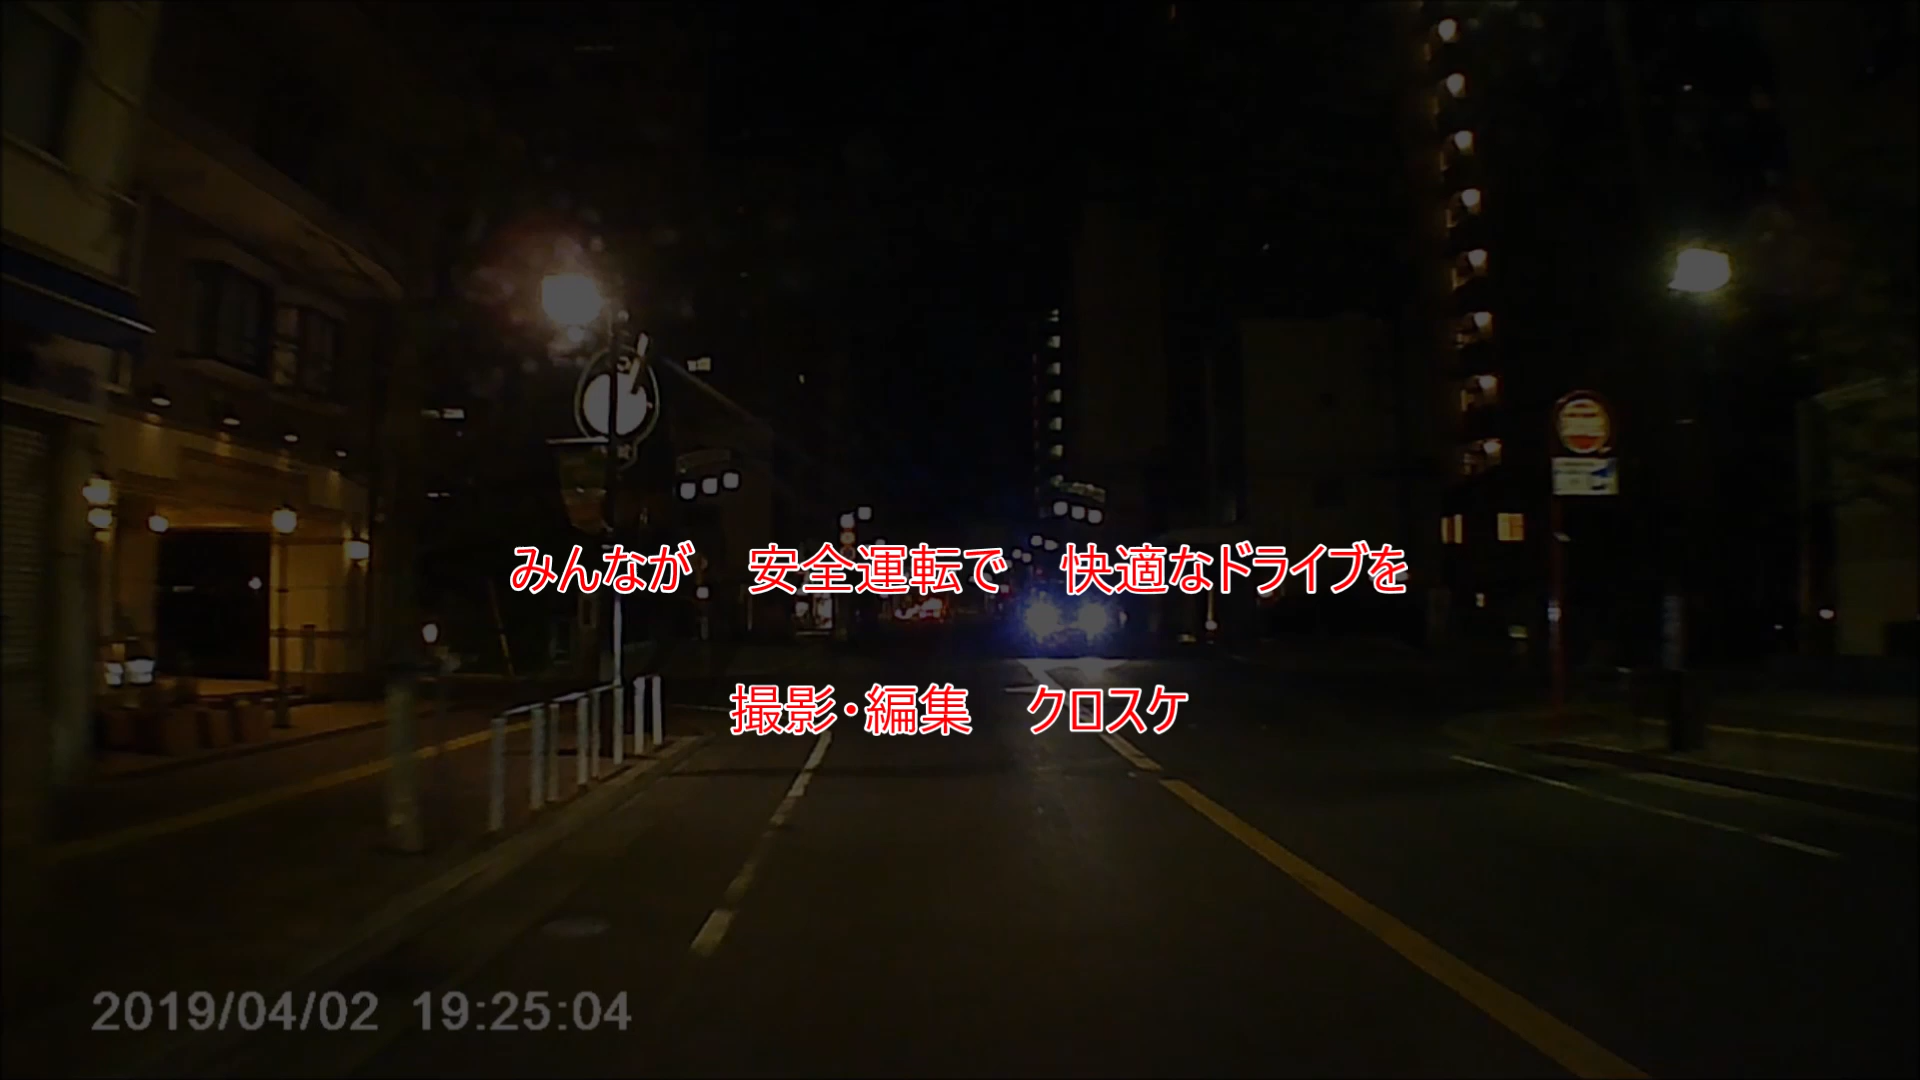 みんなが　安全運転で　快適なドライブを
撮影・編集　クロスケ
2019/04/02 19:25:04